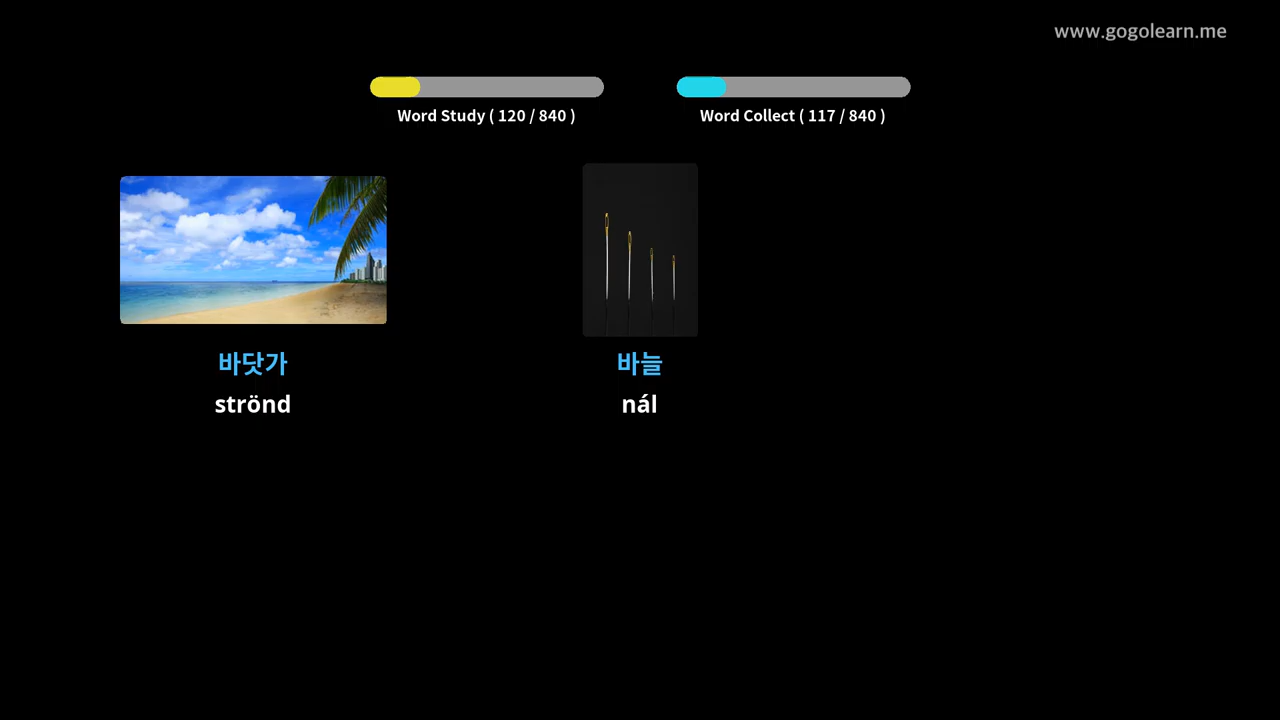 www.gogolearn.me
Word Study ( 120 / 840 )
Word Collect ( 117 / 840 )
바닷가
strönd
바늘
nál